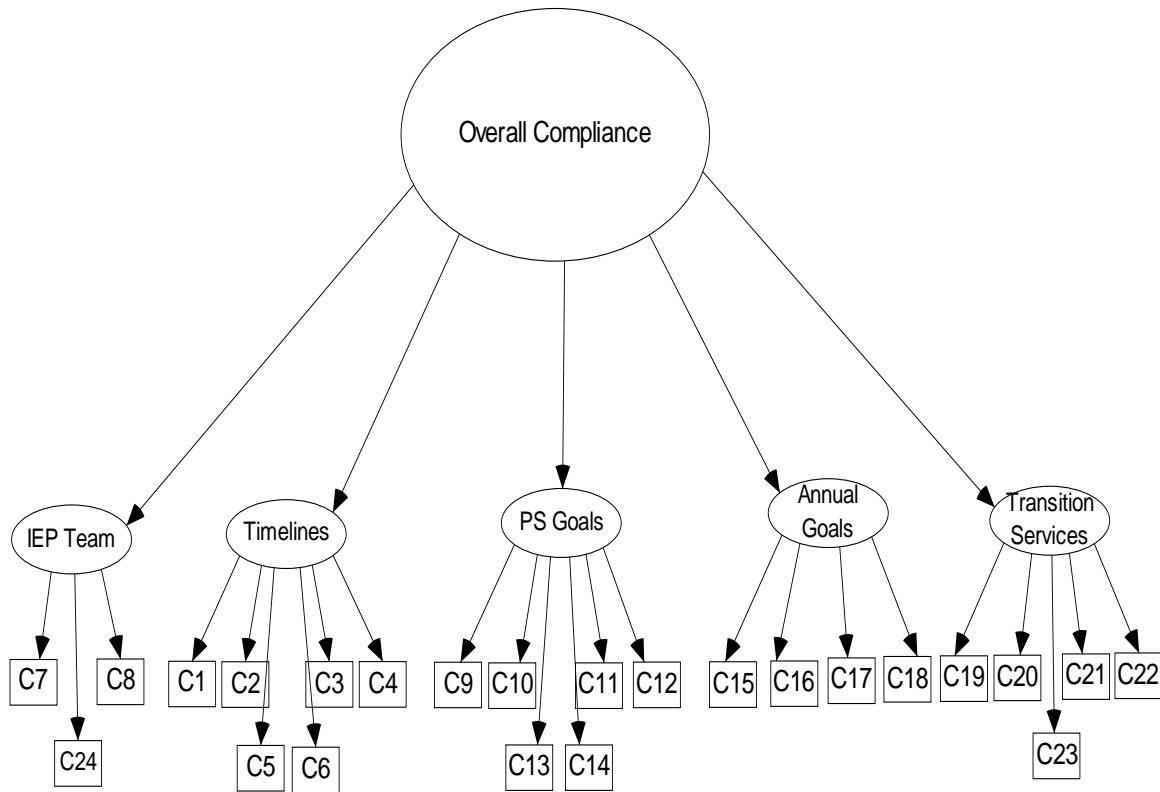 Overall Compliance
IEP Team
Timelines
PS Goals
Annual
Goals
Transition
Services
C7
C8
C1
C2
C3
C4
C9
C10
C11
C12
C15
C16
C17
C18
C19
C20
C21
C22
C24
C5
C6
C13
C14
C23